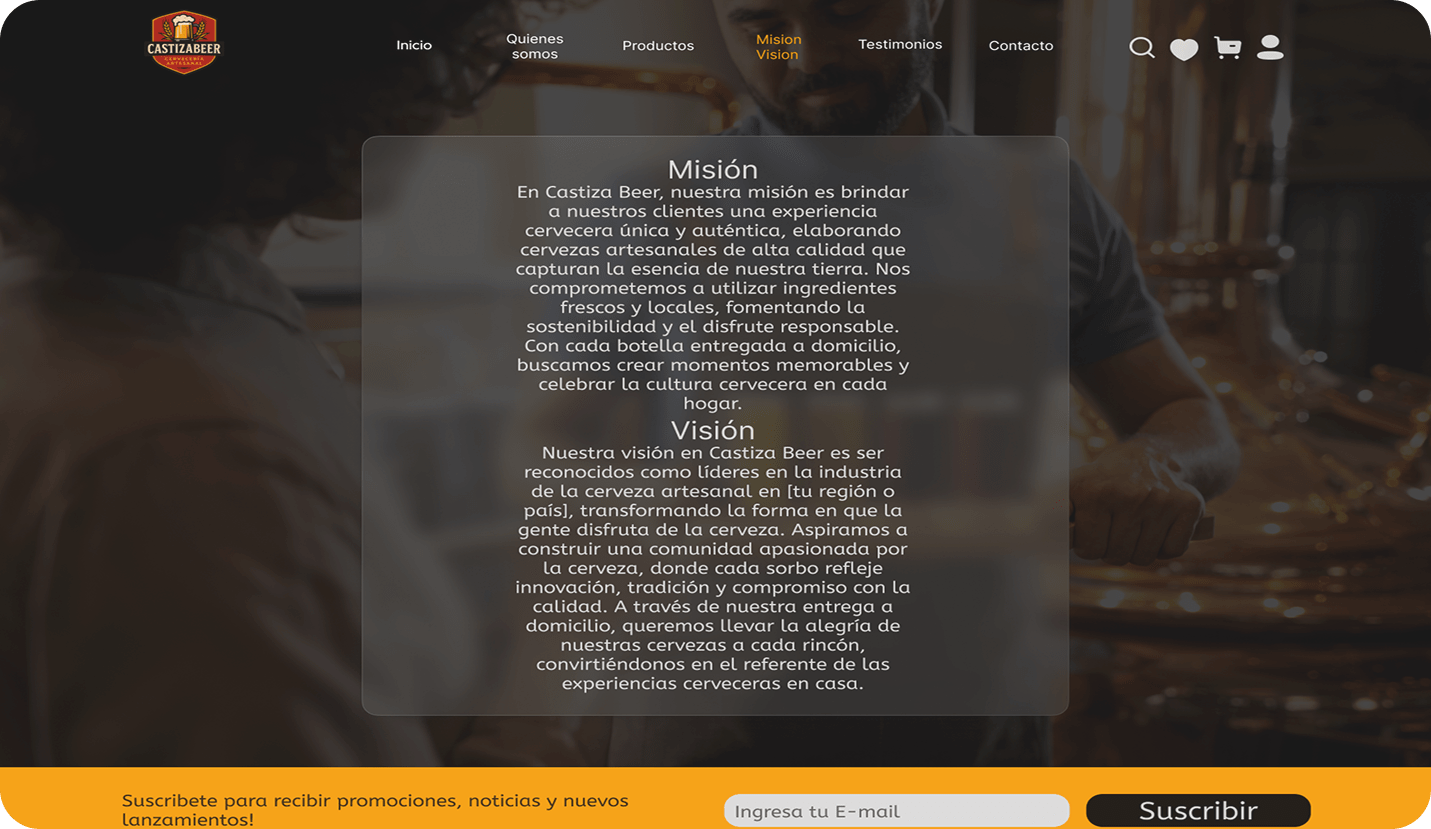 CASTIZABEER
CERVECERÍA
ARTESANAL
Inicio
Quienes
somos
Productos
Mision
Vision
Testimonios
Contacto
Misión
En Castiza Beer, nuestra misión es brindar
a nuestros clientes una experiencia
cervecera única y auténtica, elaborando
cervezas artesanales de alta calidad que
capturan la esencia de nuestra tierra. Nos
comprometemos a utilizar ingredientes
frescos y locales, fomentando la
sostenibilidad y el disfrute responsable.
Con cada botella entregada a domicilio,
buscamos crear momentos memorables y
celebrar la cultura cervecera en cada
hogar.
Visión
Nuestra visión en Castiza Beer es ser
reconocidos como líderes en la industria
de la cerveza artesanal en [tu región o
país], transformando la forma en que la
gente disfruta de la cerveza. Aspiramos a
construir una comunidad apasionada por
la cerveza, donde cada sorbo refleje
innovación, tradición y compromiso con la
calidad. A través de nuestra entrega a
domicilio, queremos llevar la alegría de
nuestras cervezas a cada rincón,
convirtiéndonos en el referente de las
experiencias cerveceras en casa.
Suscribete para recibir promociones, noticias y nuevos
lanzamientos!
Ingresa tu E-mail
Suscribir